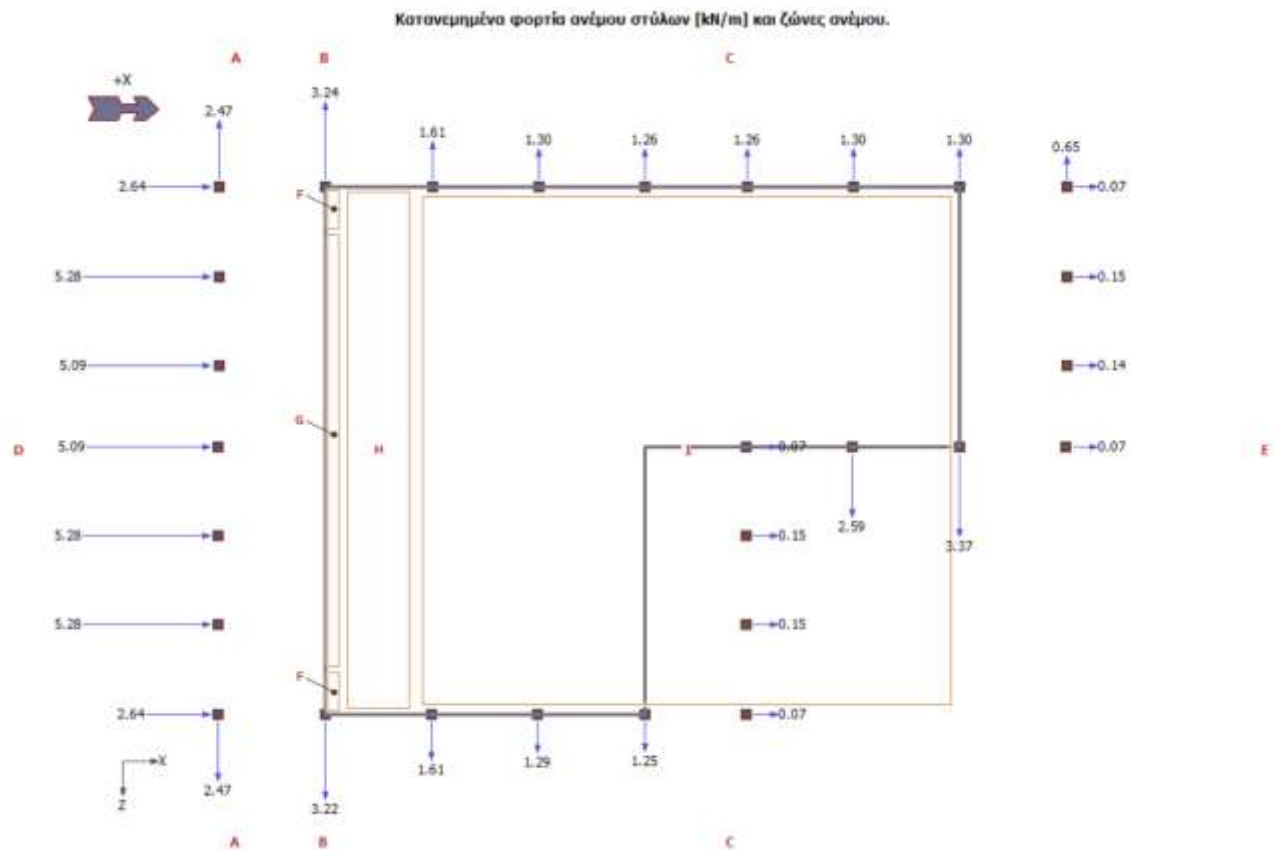 Κατανεμημένα φορτία ανέμου στύλων [kN/m] και ζώνες ανέμου.
A B C
+X
2.47 3.24 1.61 1.30 1.26 1.26 1.30 1.30 0.65
2.64 0.07
F
5.28 0.15
5.09 0.14
G
D 5.09 H I 0.07 0.07 E
2.59 3.37
5.28 0.15
5.28 0.15
F
2.64 0.07
X
Z
2.47 3.22 1.61 1.29 1.25
A B C